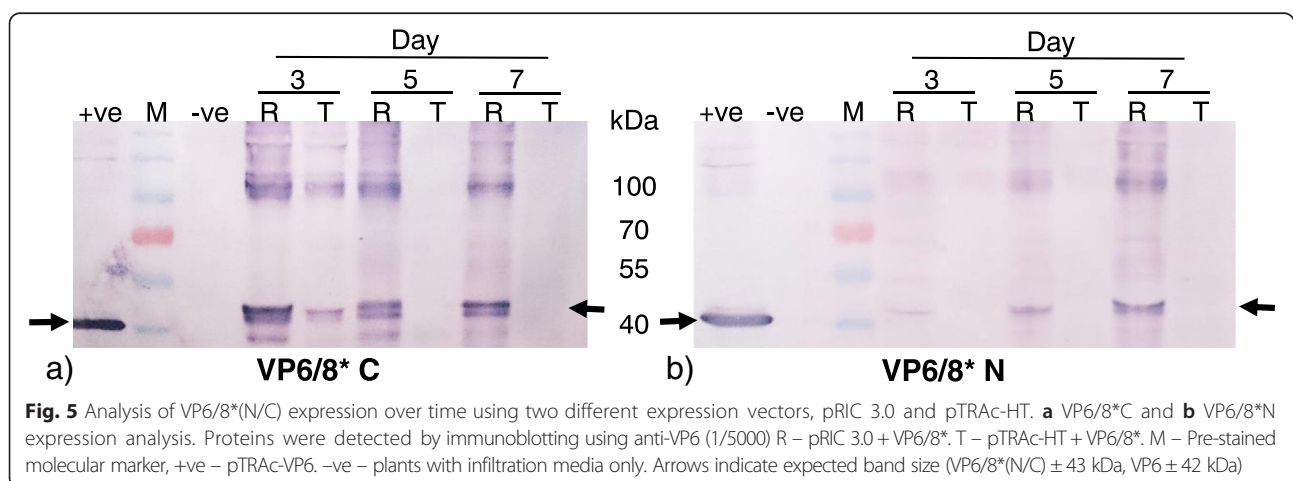 Day
3 5 7
+ve M -ve R T R T R T
kDa
100
70
55
40
a) VP6/8* C
Day
3 5 7
+ve -ve M R T R T R T
b) VP6/8* N
Fig. 5 Analysis of VP6/8*(N/C) expression over time using two different expression vectors, pRIC 3.0 and pTRAc-HT. a VP6/8*C and b VP6/8*N
expression analysis. Proteins were detected by immunoblotting using anti-VP6 (1/5000) R – pRIC 3.0 + VP6/8*. T – pTRAc-HT + VP6/8*. M – Pre-stained
molecular marker, +ve – pTRAc-VP6. –ve – plants with infiltration media only. Arrows indicate expected band size (VP6/8*(N/C) ± 43 kDa, VP6 ± 42 kDa)